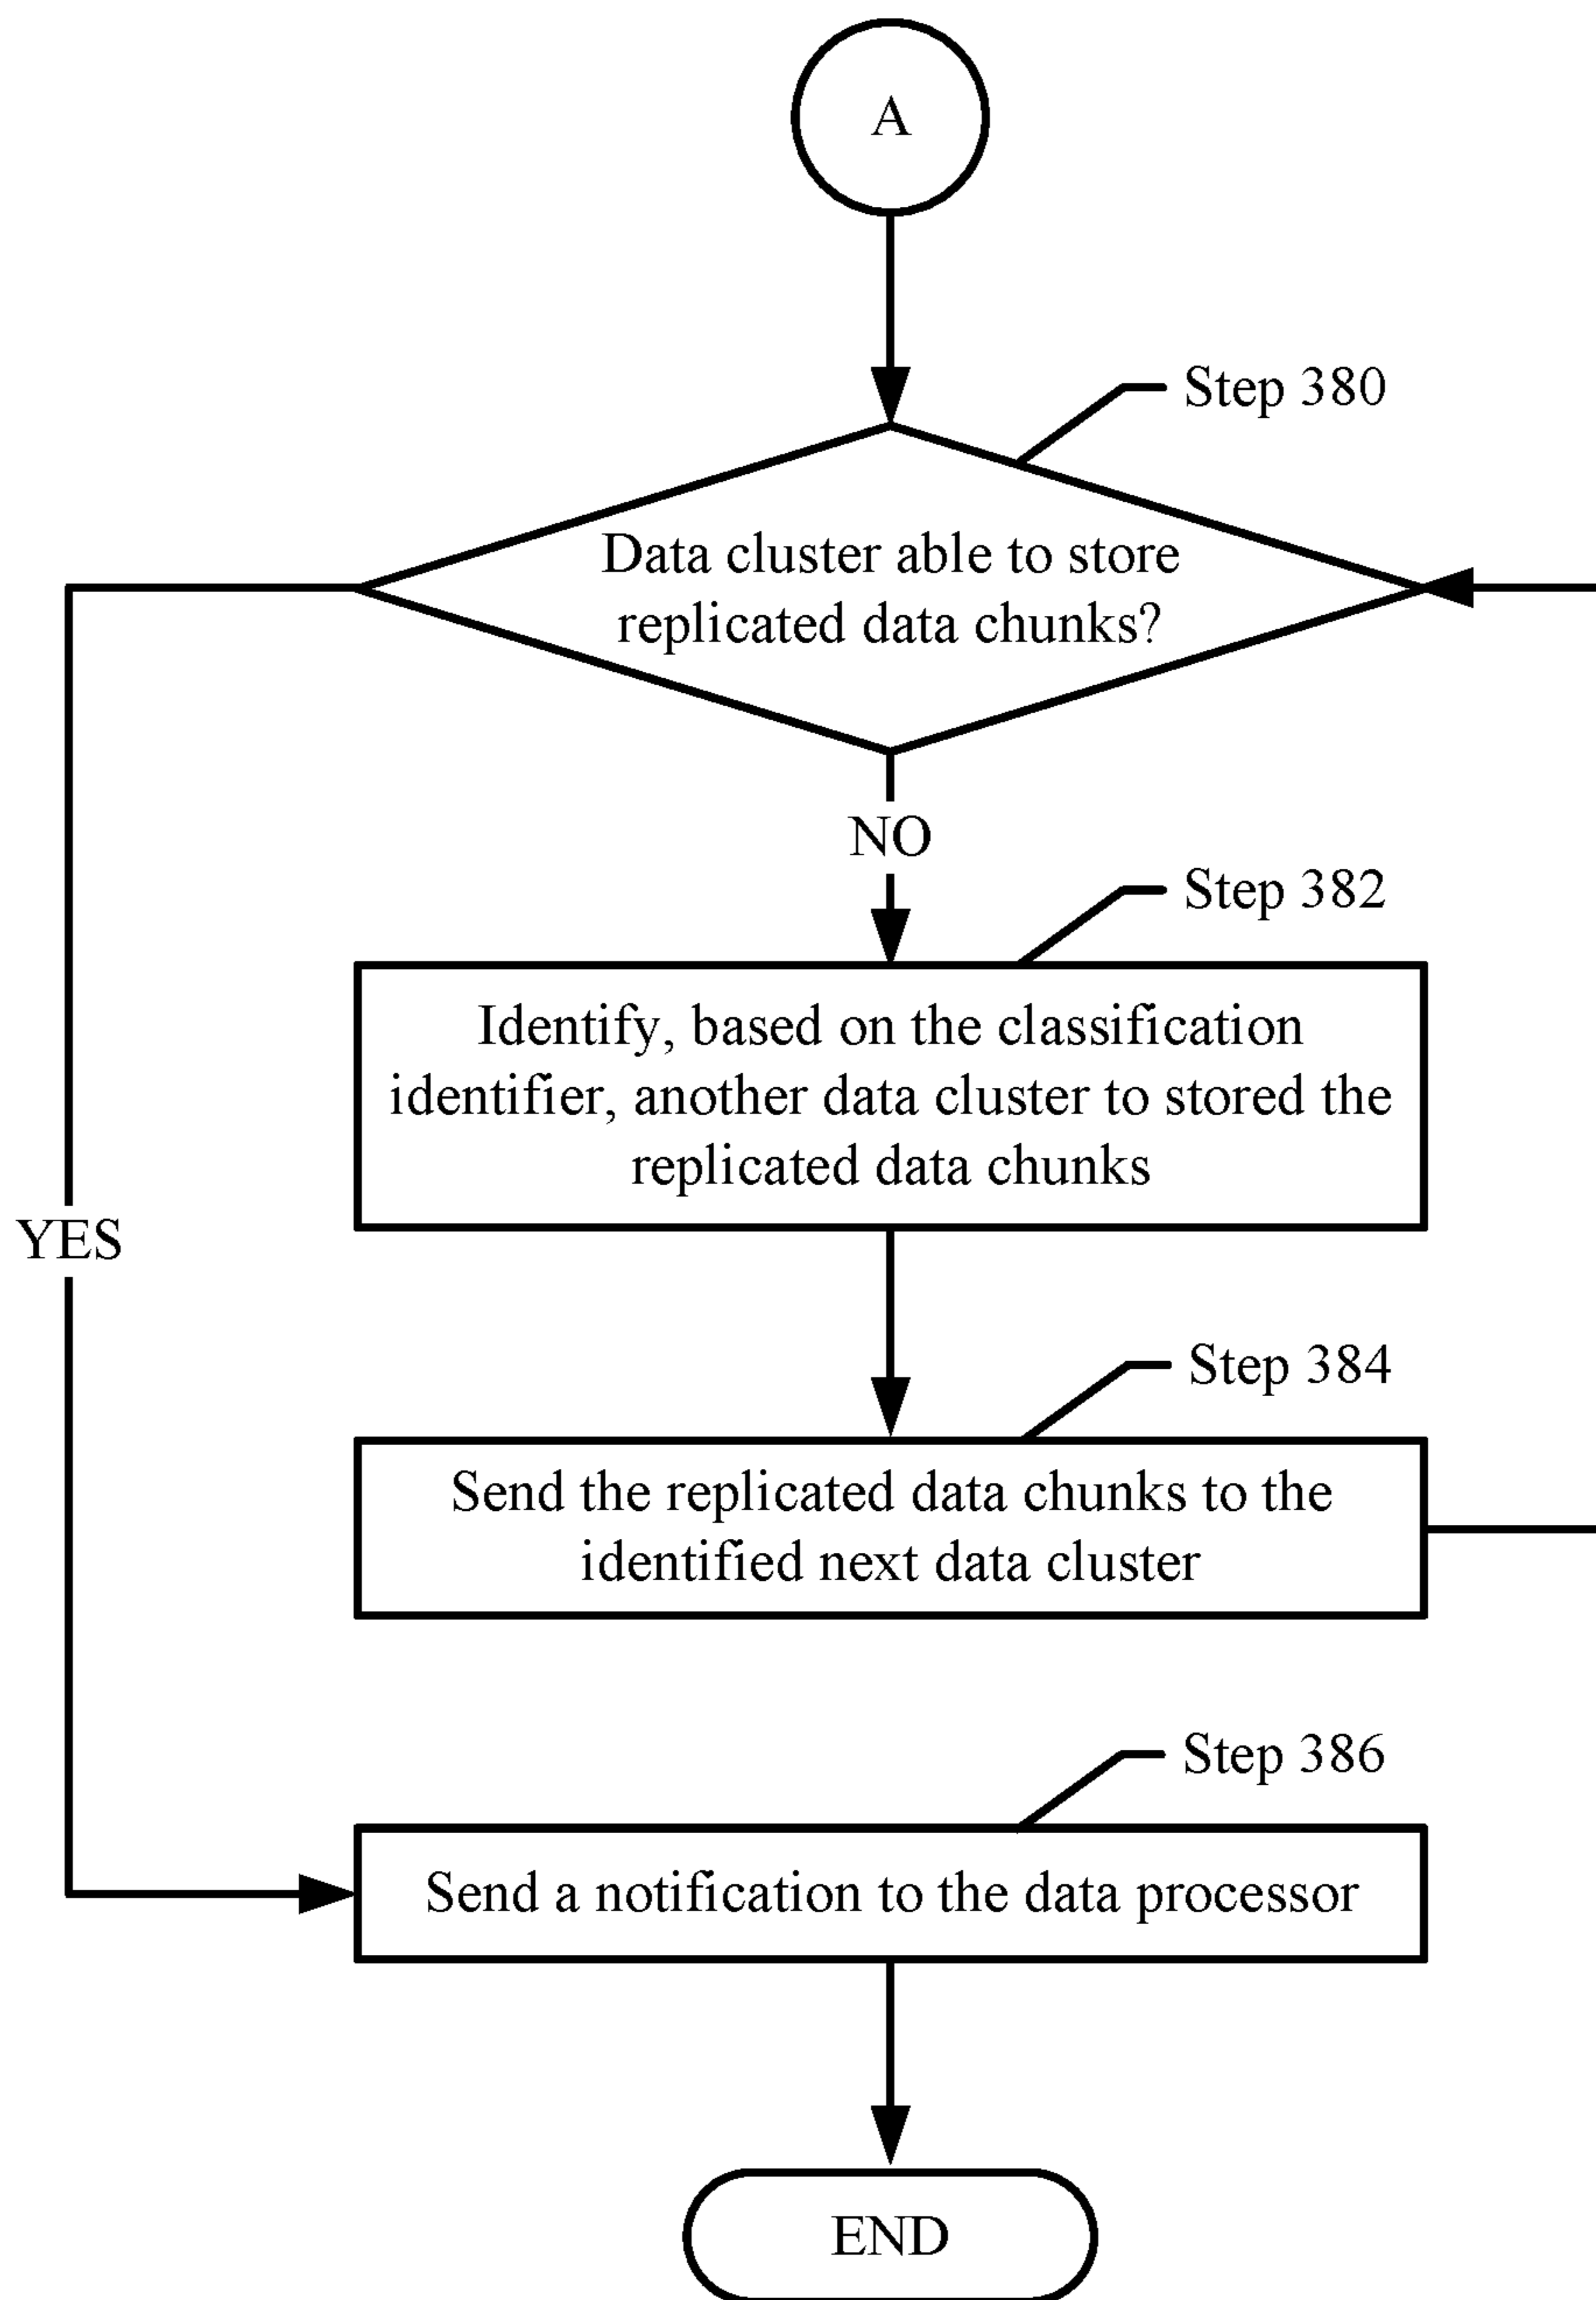 A
Step 380
Data cluster able to store
replicated data chunks?
NO
Step 382
Identify, based on the classification
identifier, another data cluster to stored the
replicated data chunks
YES
Step 384
Send the replicated data chunks to the
identified next data cluster
Step 386
Send a notification to the data processor
END